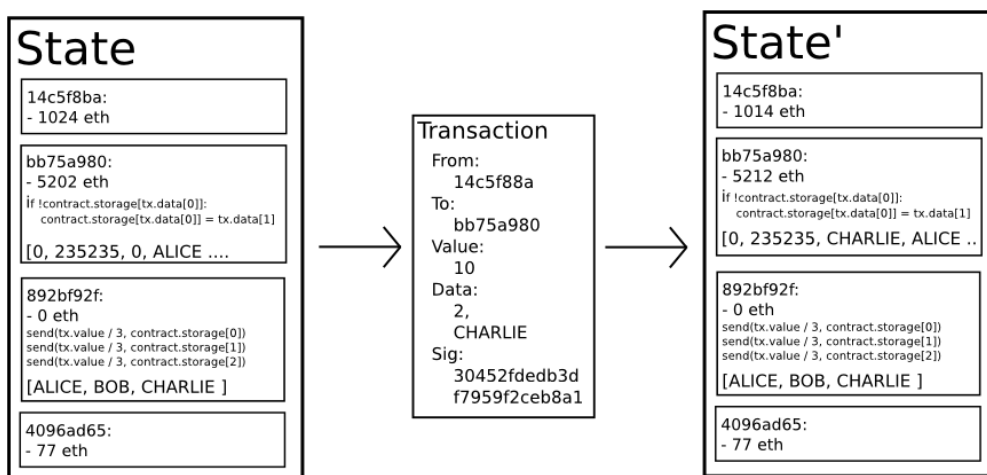 State
14c5f8ba:
- 1024 eth
bb75a980:
- 5202 eth
if !contract.storage[tx.data[0]]:
contract.storage[tx.data[0]] = tx.data[1]
[0, 235235, 0, ALICE ....
892bf92f:
- 0 eth
send(tx.value / 3, contract.storage[0])
send(tx.value / 3, contract.storage[1])
send(tx.value / 3, contract.storage[2])
[ALICE, BOB, CHARLIE ]
4096ad65:
- 77 eth
Transaction
From:
14c5f88a
To:
bb75a980
Value:
10
Data:
2,
CHARLIE
Sig:
30452fdedb3d
f7959f2ceb8a1
State'
14c5f8ba:
- 1014 eth
bb75a980:
- 5212 eth
if !contract.storage[tx.data[0]]:
contract.storage[tx.data[0]] = tx.data[1]
[0, 235235, CHARLIE, ALICE ..
892bf92f:
- 0 eth
send(tx.value / 3, contract.storage[0])
send(tx.value / 3, contract.storage[1])
send(tx.value / 3, contract.storage[2])
[ALICE, BOB, CHARLIE ]
4096ad65:
- 77 eth